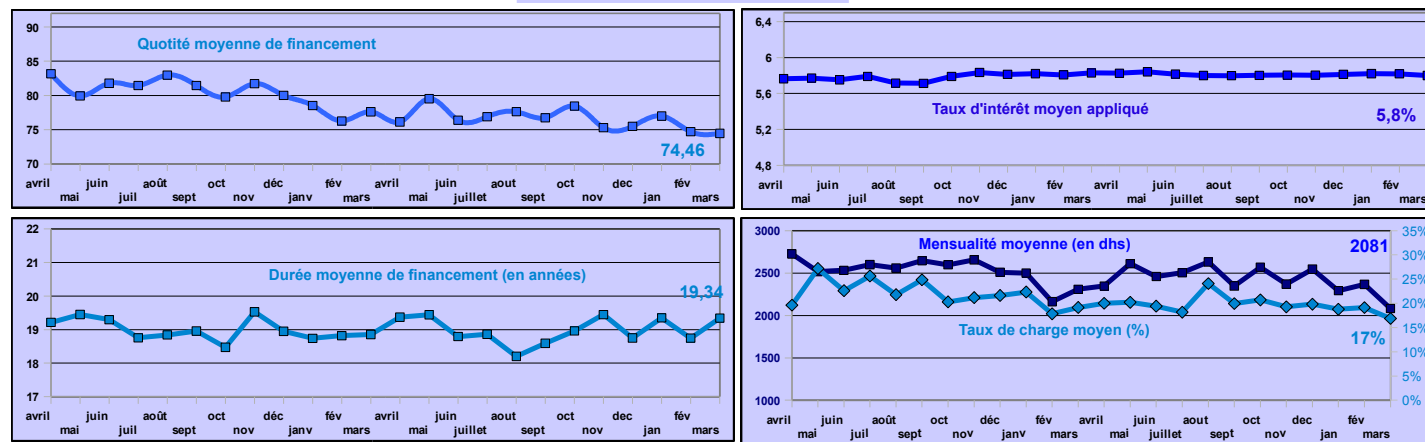 90
Quotité moyenne de financement
85
80
75
74,46
70
avril juin août oct déc fév avril juin aout oct dec fév
mai juil sept nov janv mars mai juillet sept nov jan mars
6,4
6
5,6
Taux d'intérêt moyen appliqué
5,8%
5,2
4,8
avril juin août oct déc fév avril juin aout oct dec fév
mai juil sept nov janv mars mai juillet sept nov jan mars
22
21
Durée moyenne de financement (en années)
20
19,34
19
18
17
avril juin août oct déc fév avril juin aout oct dec fév
mai juil sept nov janv mars mai juillet sept nov jan mars
3000 35%
Mensualité moyenne (en dhs)
2081
30%
2500
25%
20%
2000
Taux de charge moyen (%)
15%
17%
1500
10%
5%
1000 0%
avril juin août oct déc fév avril juin aout oct dec fév
mai juil sept nov janv mars mai juillet sept nov jan mars